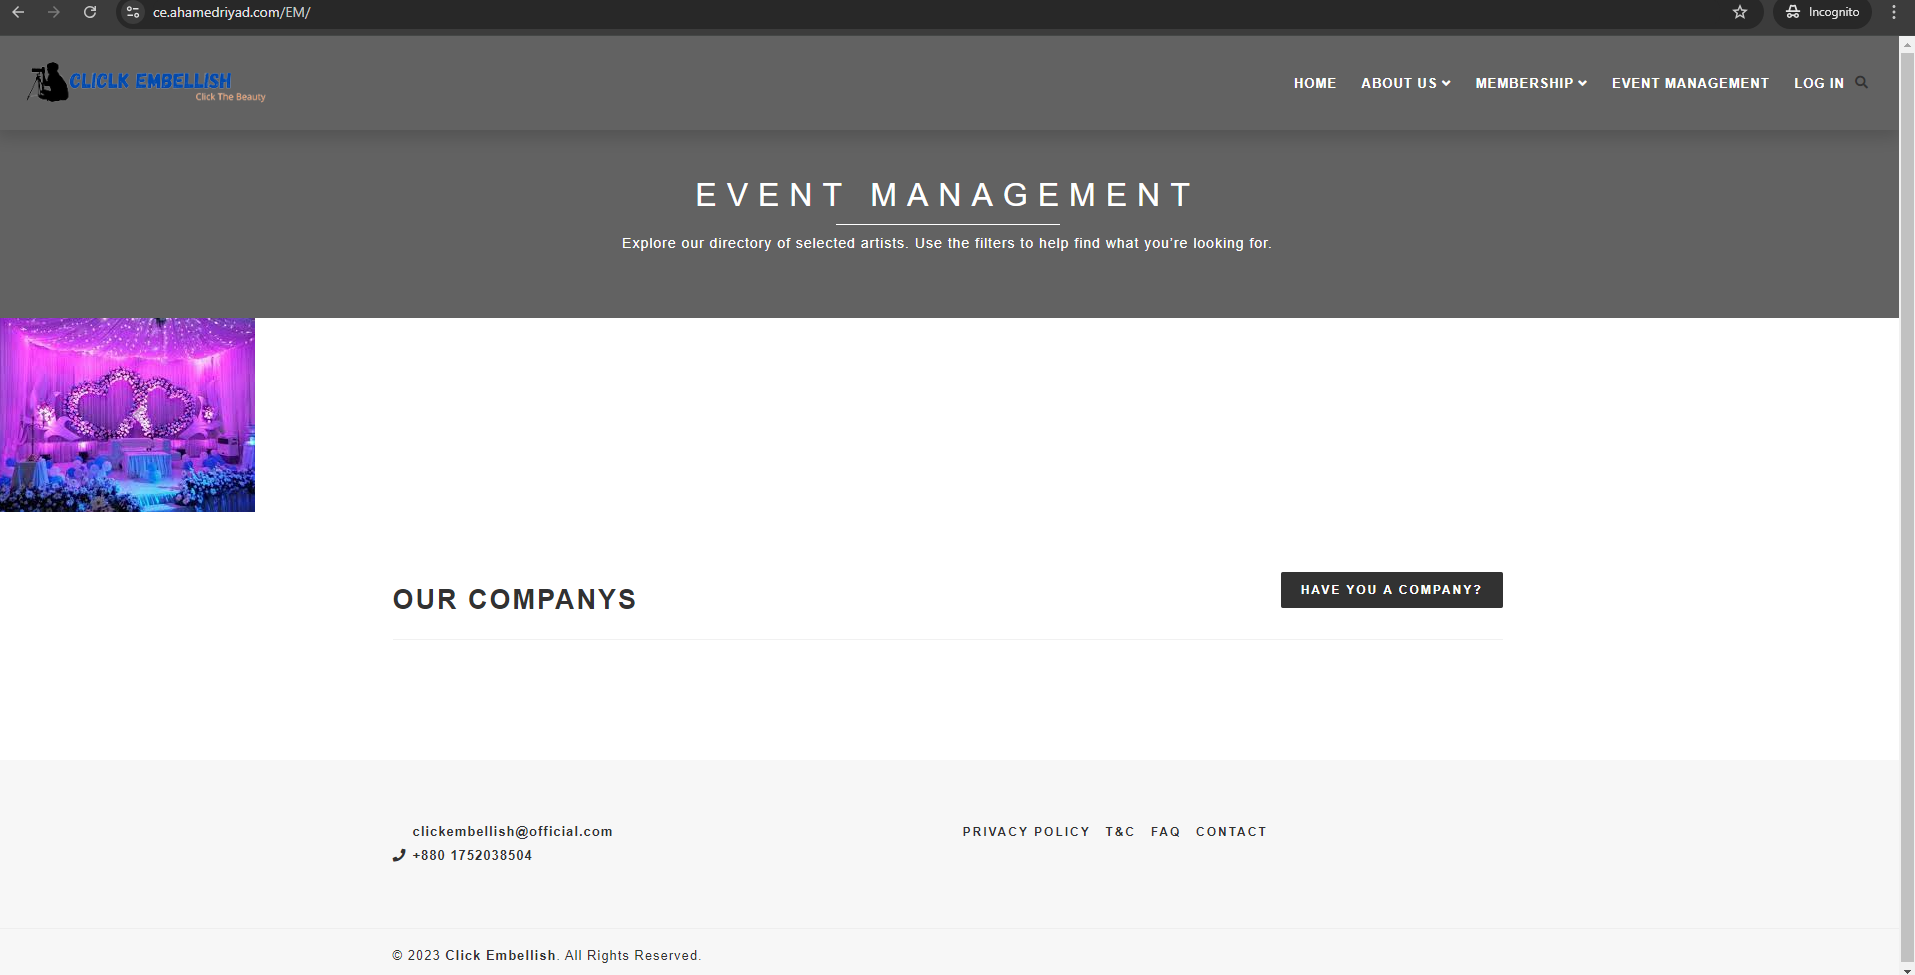 ce.ahamedriyad.com/EM/
Incognito
CLICLK EMBELLISH
Click The Beauty
HOME ABOUT US MEMBERSHIP EVENT MANAGEMENT LOG IN
EVENT MANAGEMENT
Explore our directory of selected artists. Use the filters to help find what you’re looking for.
OUR COMPANYS
HAVE YOU A COMPANY?
clickembellish@official.com
+880 1752038504
PRIVACY POLICY T&C FAQ CONTACT
© 2023 Click Embellish. All Rights Reserved.